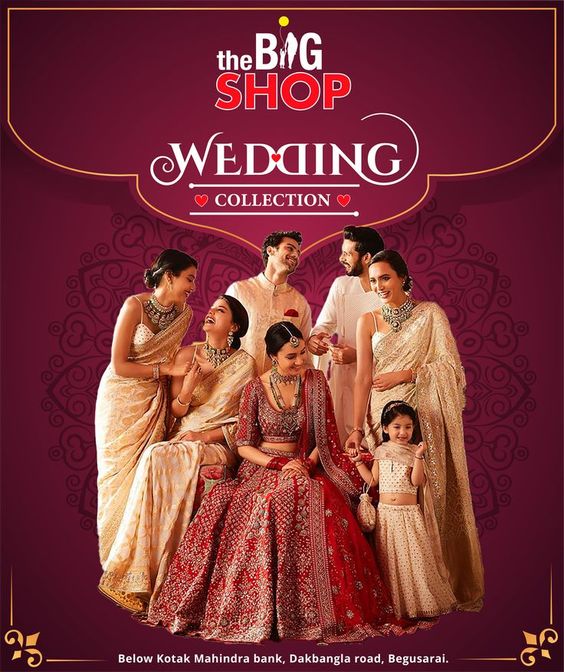 the BIG
SHOP
WEDDING
COLLECTION
Below Kotak Mahindra bank, Dakbangla road, Begusarai.